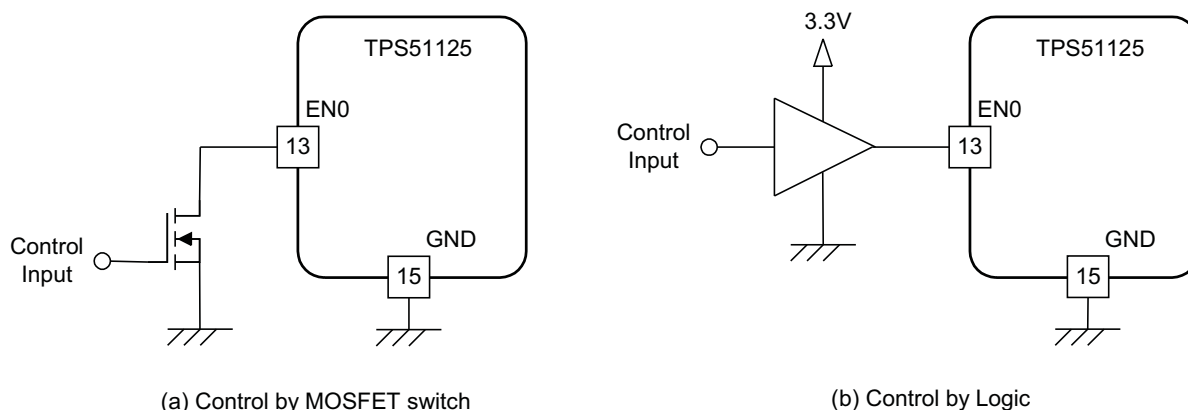 TPS51125
EN0
13
Control
Input
GND
15
(a) Control by MOSFET switch
3.3V
TPS51125
EN0
Control
Input
13
GND
15
(b) Control by Logic